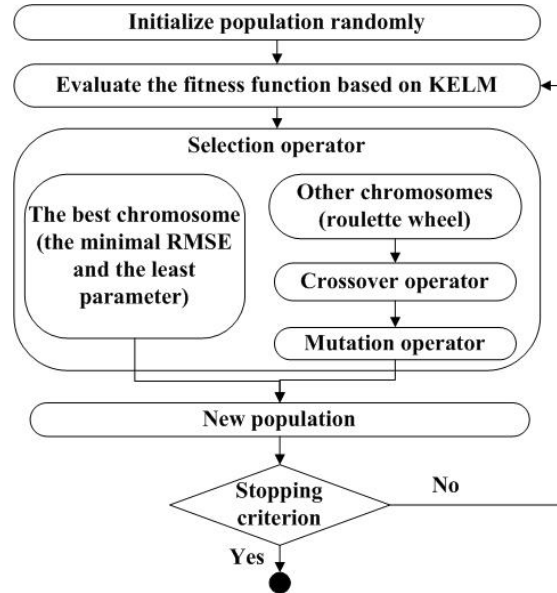 Initialize population randomly
Evaluate the fitness function based on KELM
Selection operator
The best chromosome
(the minimal RMSE
and the least
parameter)
Other chromosomes
(roulette wheel)
Crossover operator
Mutation operator
New population
Stopping
criterion
No
Yes